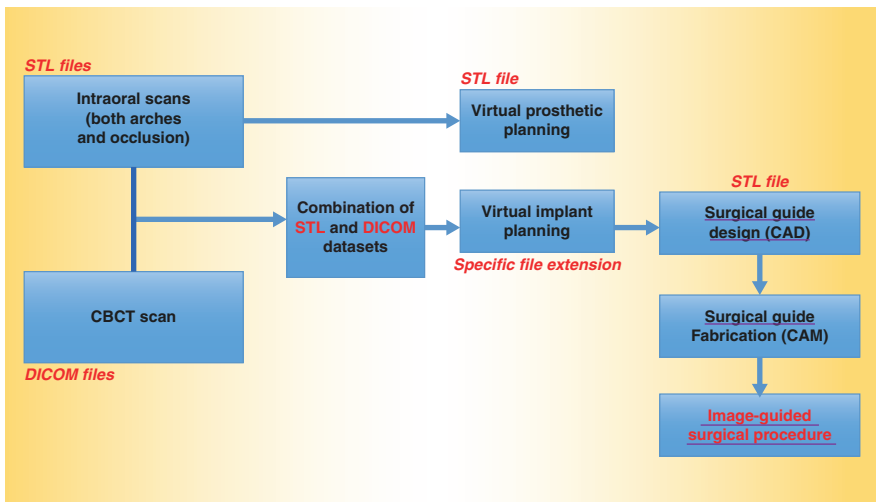 STL files
Intraoral scans
(both arches
and occlusion)
STL file
Virtual prosthetic
planning
Combination of
STL and DICOM
datasets
Virtual implant
planning
Specific file extension
STL file
Surgical guide
design (CAD)
CBCT scan
DICOM files
Surgical guide
Fabrication (CAM)
Image-guided
surgical procedure